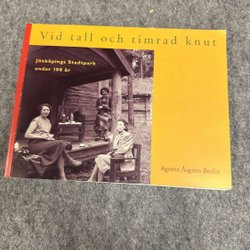 Vid tall och timrad knut
Jönköpings Stadspark
under 100 år
Agneta Åsgrim Berlin